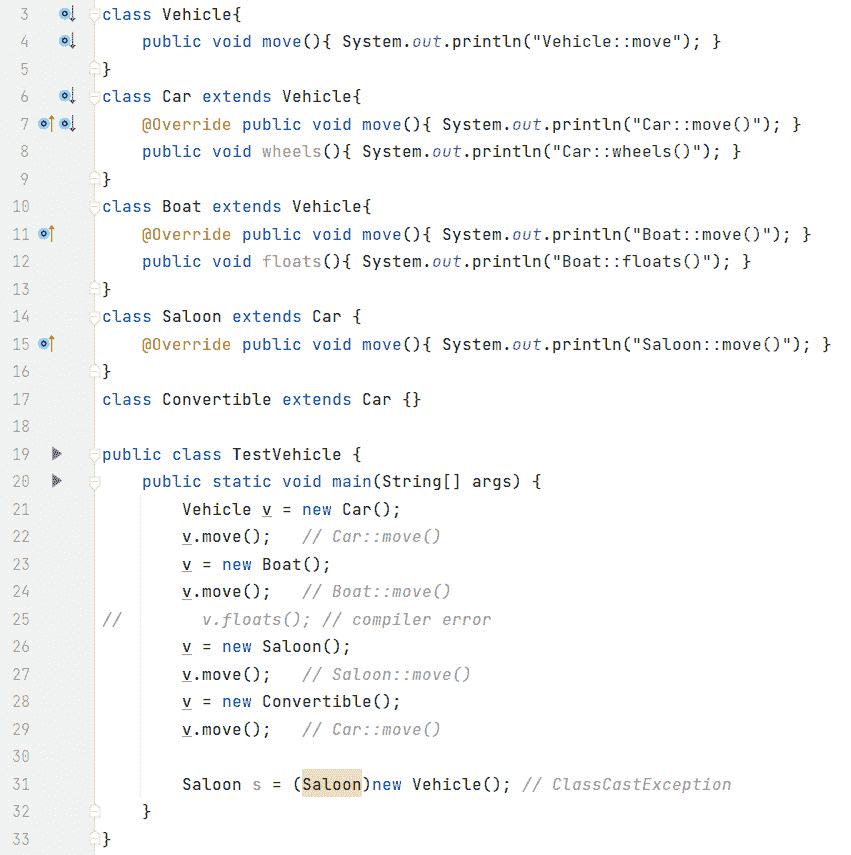 3 class Vehicle{
4     public void move(){ System.out.println("Vehicle::move"); }
5 }
6 class Car extends Vehicle{
7     @Override public void move(){ System.out.println("Car::move()"); }
8     public void wheels(){ System.out.println("Car::wheels()"); }
9 }
10 class Boat extends Vehicle{
11     @Override public void move(){ System.out.println("Boat::move()"); }
12     public void floats(){ System.out.println("Boat::floats()"); }
13 }
14 class Saloon extends Car {
15     @Override public void move(){ System.out.println("Saloon::move()"); }
16 }
17 class Convertible extends Car {}
18
19 public class TestVehicle {
20     public static void main(String[] args) {
21         Vehicle v = new Car();
22         v.move();   // Car::move()
23         v = new Boat();
24         v.move();   // Boat::move()
25 //        v.floats(); // compiler error
26         v = new Saloon();
27         v.move();   // Saloon::move()
28         v = new Convertible();
29         v.move();   // Car::move()
30
31         Saloon s = (Saloon)new Vehicle(); // ClassCastException
32     }
33 }